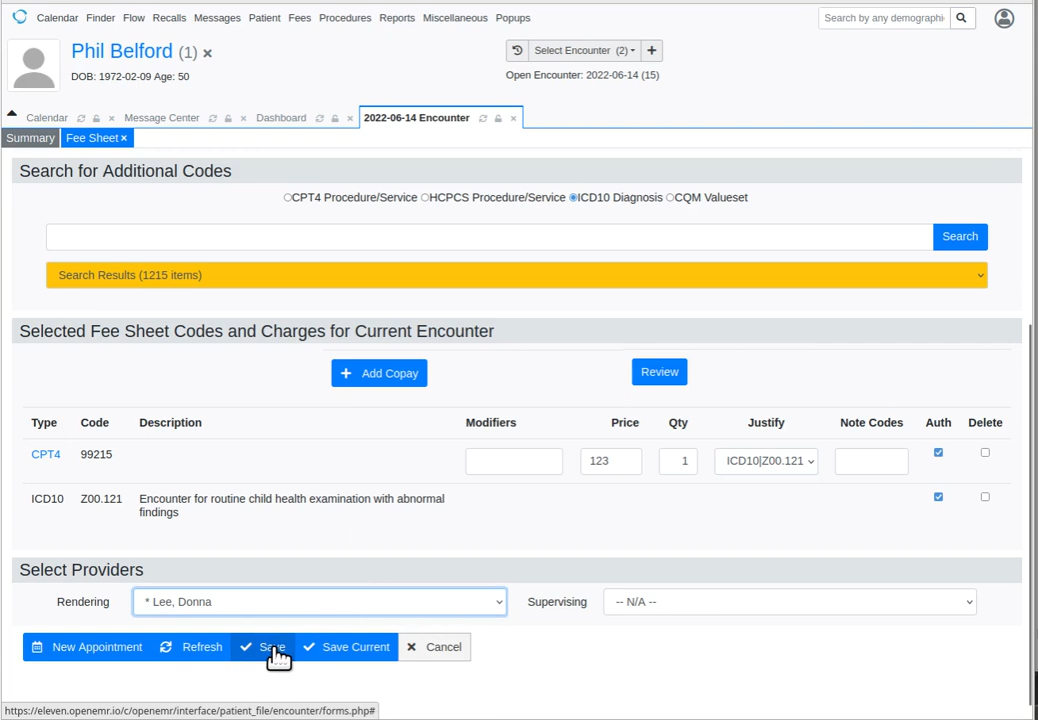 Calendar Finder Flow Recalls Messages Patient Fees Procedures Reports Miscellaneous Popups Search by any demographi
Phil Belford (1) ×
DOB: 1972-02-09 Age: 50
Select Encounter (2)
Open Encounter: 2022-06-14 (15)
Calendar Message Center Dashboard 2022-06-14 Encounter
Summary Fee Sheet ×
Search for Additional Codes
CPT4 Procedure/Service HCPCS Procedure/Service ICD10 Diagnosis CQM Valueset
Search
Search Results (1215 items)
Selected Fee Sheet Codes and Charges for Current Encounter
+ Add Copay Review
Type Code Description Modifiers Price Qty Justify Note Codes Auth Delete
CPT4 99215 123 1 ICD10|Z00.121
ICD10 Z00.121 Encounter for routine child health examination with abnormal
findings
Select Providers
Rendering * Lee, Donna Supervising -- N/A --
New Appointment Refresh Save Save Current Cancel
https://eleven.openemr.io/c/openemr/interface/patient_file/encounter/forms.php#